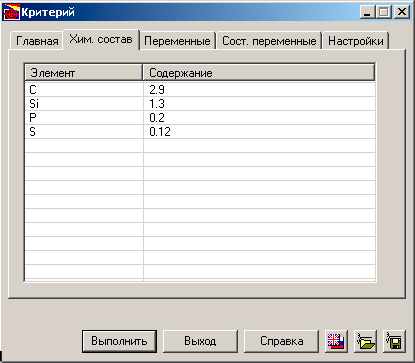 Критерий
Главная Хим. состав Переменные Сост. переменные Настройки
Элемент Содержание
C 2.9
Si 1.3
P 0.2
S 0.12
Выполнить Выход Справка